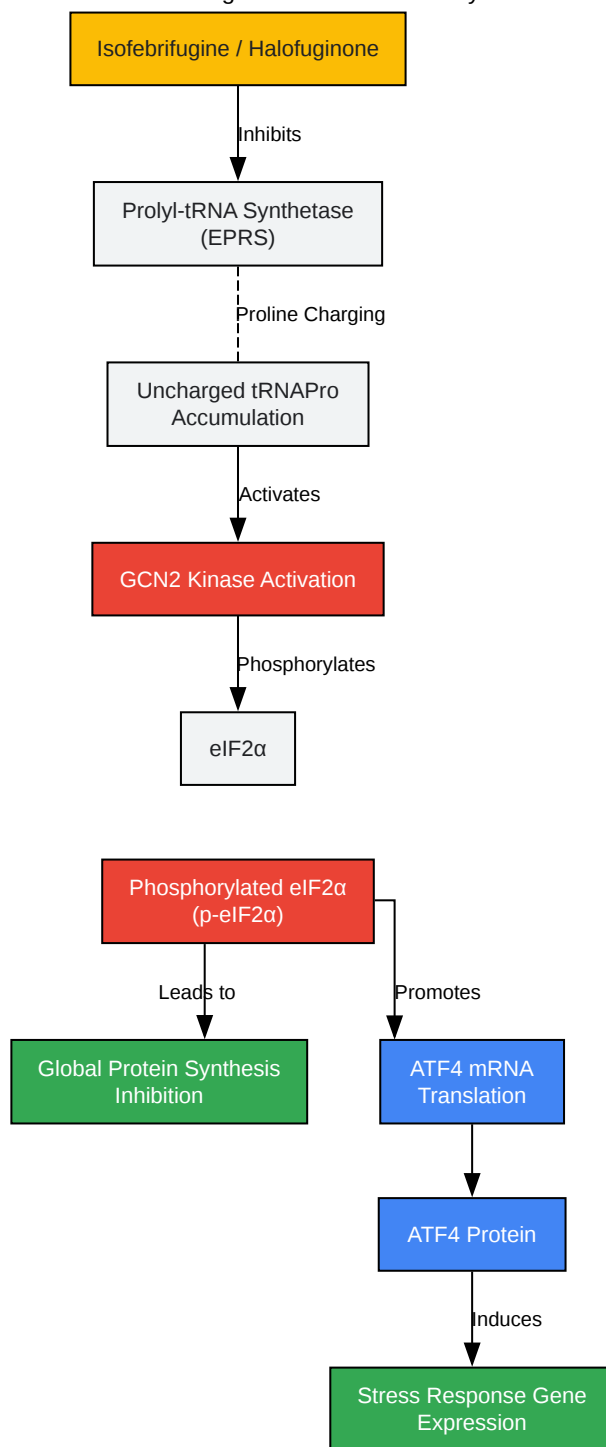 Isofebrifugine / Halofuginone
Inhibits
Prolyl-tRNA Synthetase
(EPRS)
Proline Charging
Uncharged tRNAPro
Accumulation
Activates
GCN2 Kinase Activation
Phosphorylates
eIF2α
Phosphorylated eIF2α
(p-eIF2α)
Leads to
Promotes
Global Protein Synthesis
Inhibition
ATF4 mRNA
Translation
ATF4 Protein
Induces
Stress Response Gene
Expression